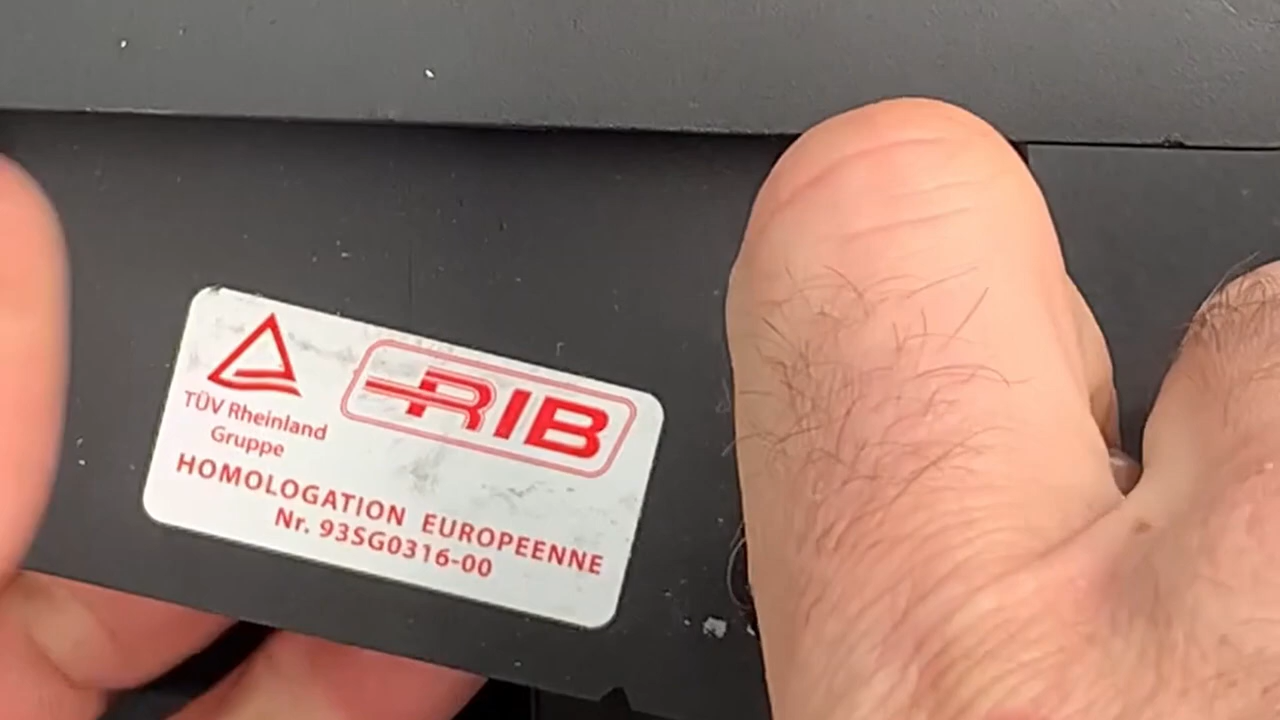 TÜV Rheinland
Gruppe
RIB
HOMOLOGATION EUROPEENNE
Nr. 93SG0316-00